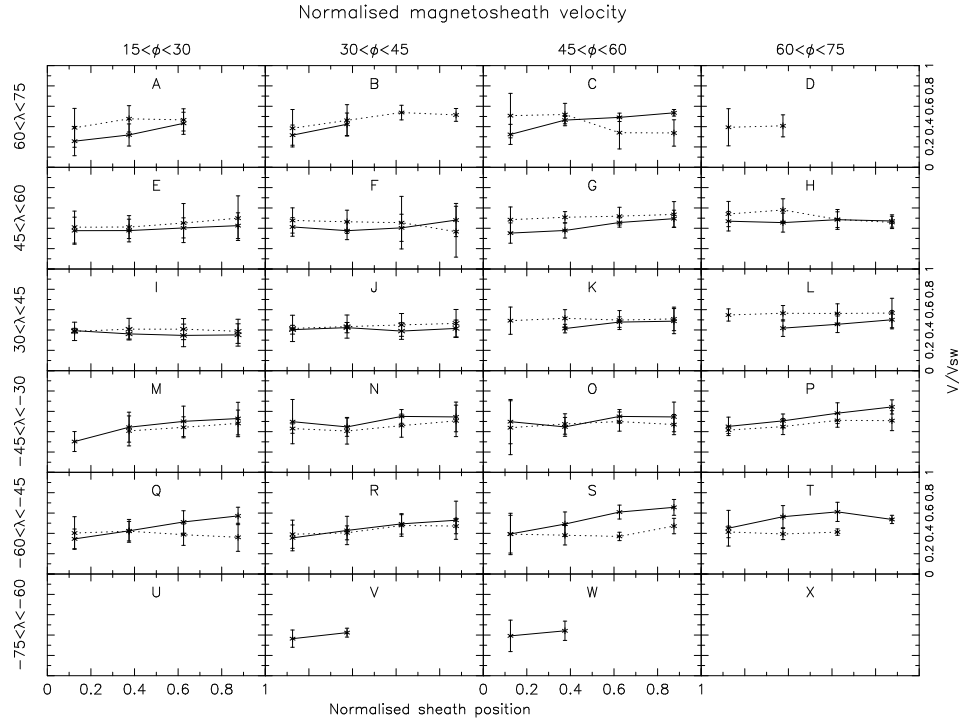 Normalised magnetosheath velocity
15<ϕ<30 30<ϕ<45 45<ϕ<60 60<ϕ<75
60<λ<75 A B C D 0.2 0.4 0.6 0.8 1
45<λ<60 E F G H
30<λ<45 I J K L 0.2 0.4 0.6 0.8 1
−45<λ<−30 M N O P
−60<λ<−45 Q R S T 0 0.2 0.4 0.6 0.8 1
−75<λ<−60 U V W X
V/Vsw
0 0.2 0.4 0.6 0.8 1 0 0.2 0.4 0.6 0.8 1
Normalised sheath position